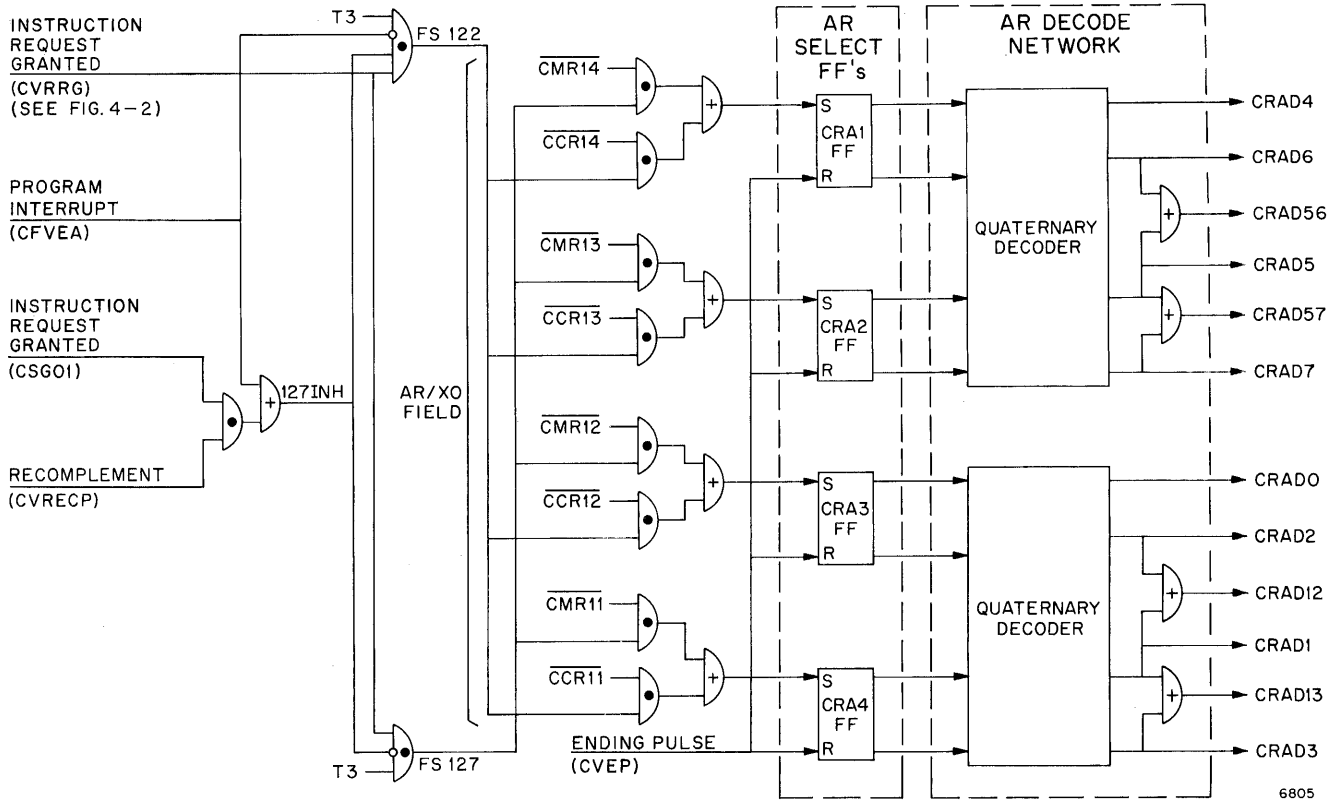 INSTRUCTION
REQUEST
GRANTED
(CVRRG)
(SEE FIG. 4-2)
PROGRAM
INTERRUPT
(CFVEA)
INSTRUCTION
REQUEST
GRANTED
(CSG01)
RECOMPLEMENT
(CVRECP)
127INH
T3
FS 122
AR/XO
FIELD
T3
FS 127
CMR14
CCR14
CMR13
CCR13
CMR12
CCR12
CMR11
CCR11
ENDING PULSE
(CVEP)
AR
SELECT
FF's
S
CRA1
FF
R
S
CRA2
FF
R
S
CRA3
FF
R
S
CRA4
FF
R
AR DECODE
NETWORK
QUATERNARY
DECODER
QUATERNARY
DECODER
CRAD4
CRAD6
CRAD56
CRAD5
CRAD57
CRAD7
CRAD0
CRAD2
CRAD12
CRAD1
CRAD13
CRAD3
6805